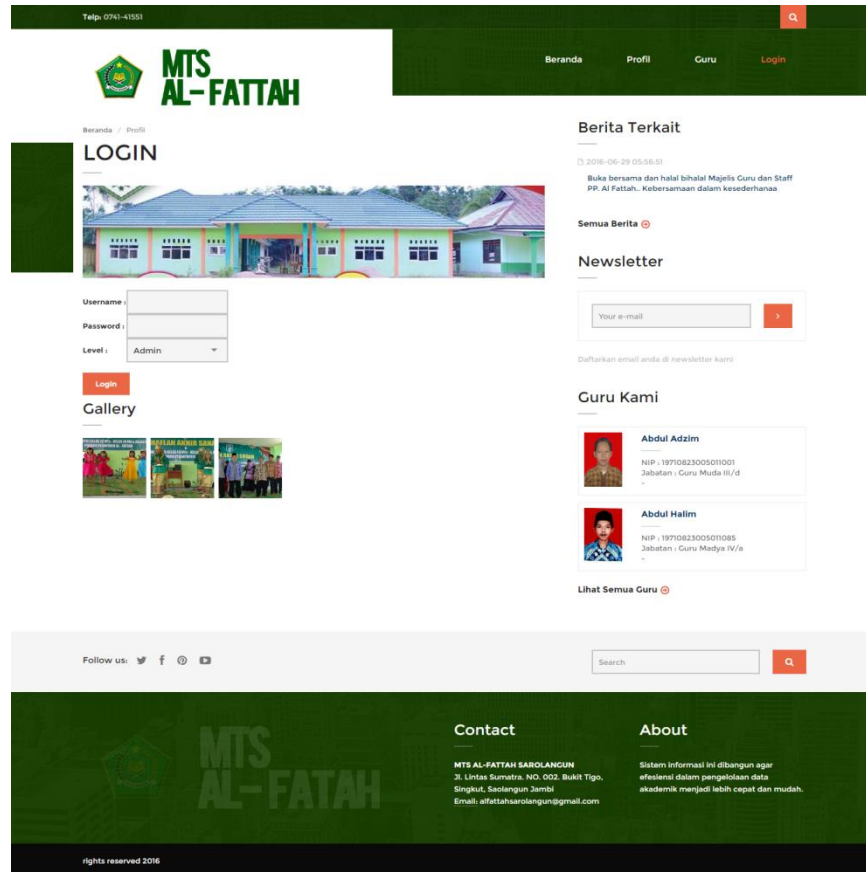 Telp: 0741-41551
MTS
AL-FATTAH
Beranda Profil Guru Login
Beranda / Profil
LOGIN
Username :
Password :
Level : Admin
Login
Gallery
Berita Terkait
2016-06-29 05:56:51
Buka bersama dan halal bihalal Majelis Guru dan Staff
PP. Al Fattah.. Kebersamaan dalam kesederhanaa
Semua Berita
Newsletter
Your e-mail
Daftarkan email anda di newsletter kami
Guru Kami
Abdul Adzim
NIP : 19710823005011001
Jabatan : Guru Muda III/d
-
Abdul Halim
NIP : 19710823005011085
Jabatan : Guru Madya IV/a
-
Lihat Semua Guru
Follow us:
Search
MTS
AL-FATAH
Contact
MTS AL-FATTAH SAROLANGUN
Jl. Lintas Sumatra. NO. 002. Bukit Tigo,
Singkut, Saolangun Jambi
Email: alfattahsarolangun@gmail.com
About
Sistem informasi ini dibangun agar
efesiensi dalam pengelolaan data
akademik menjadi lebih cepat dan mudah.
rights reserved 2016